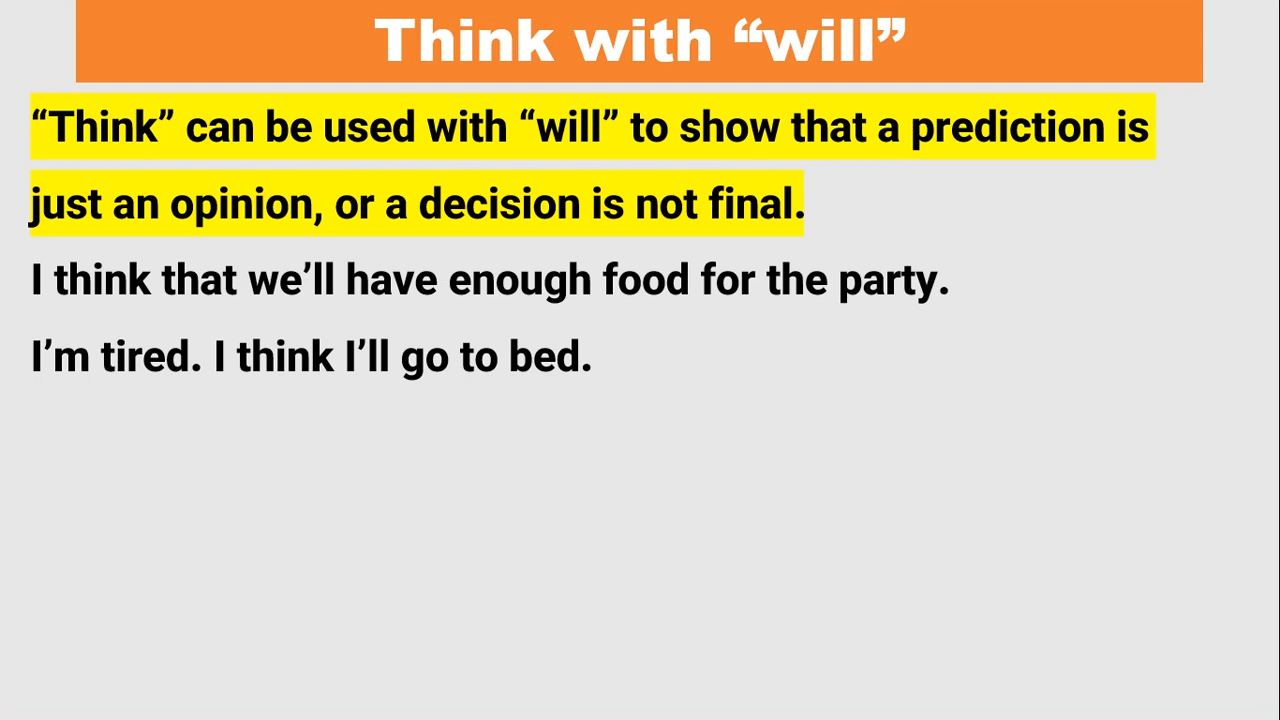 Think with “will”
“Think” can be used with “will” to show that a prediction is
just an opinion, or a decision is not final.
I think that we’ll have enough food for the party.
I’m tired. I think I’ll go to bed.